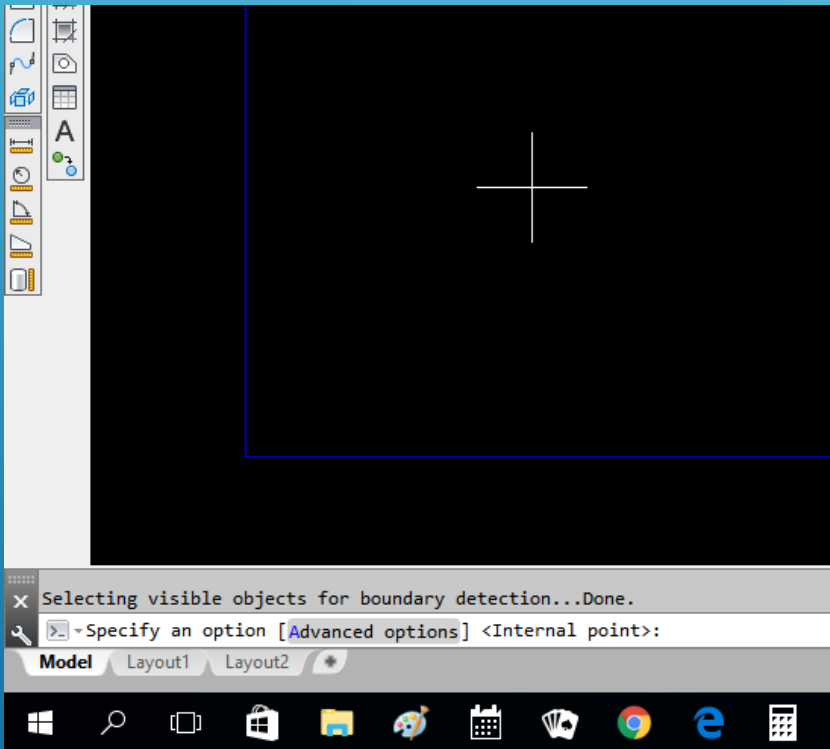 A
Selecting visible objects for boundary detection...Done.
Specify an option [Advanced options] <Internal point>:
Model Layout1 Layout2